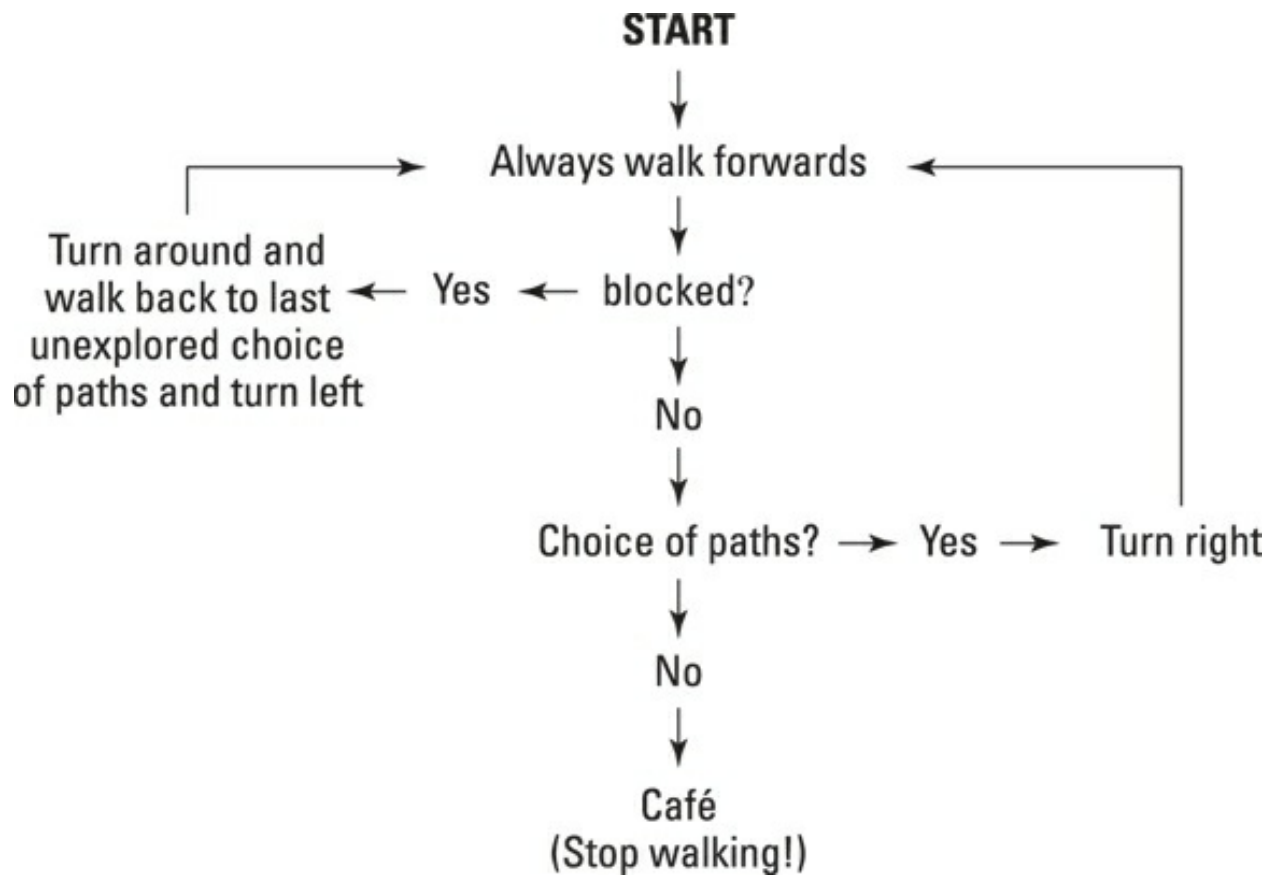 START
Always walk forwards
Turn around and
walk back to last
unexplored choice
of paths and turn left
Yes
blocked?
No
Choice of paths?
Yes
Turn right
No
Café
(Stop walking!)